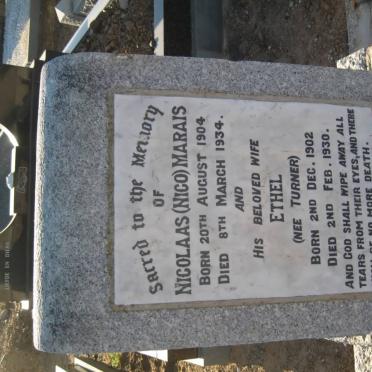 Sacred to the Memory
OF
NICOLAAS (NICO) MARAIS
BORN 20TH AUGUST 1904
DIED 8TH MARCH 1934.
AND
HIS BELOVED WIFE
ETHEL
(NEE TURNER)
BORN 2ND DEC. 1902
DIED 2ND FEB. 1930.
AND GOD SHALL WIPE AWAY ALL
TEARS FROM THEIR EYES, AND THERE
SHALL BE NO MORE DEATH.